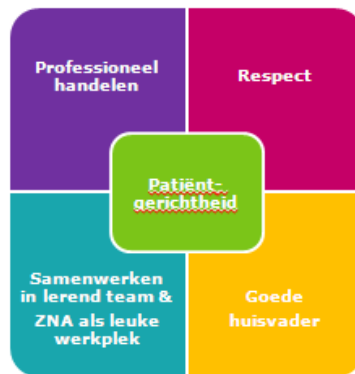 Professioneel
handelen
Respect
Patiënt-
gerichtheid
Samenwerken
in lerend team &
ZNA als leuke
werkplek
Goede
huisvader